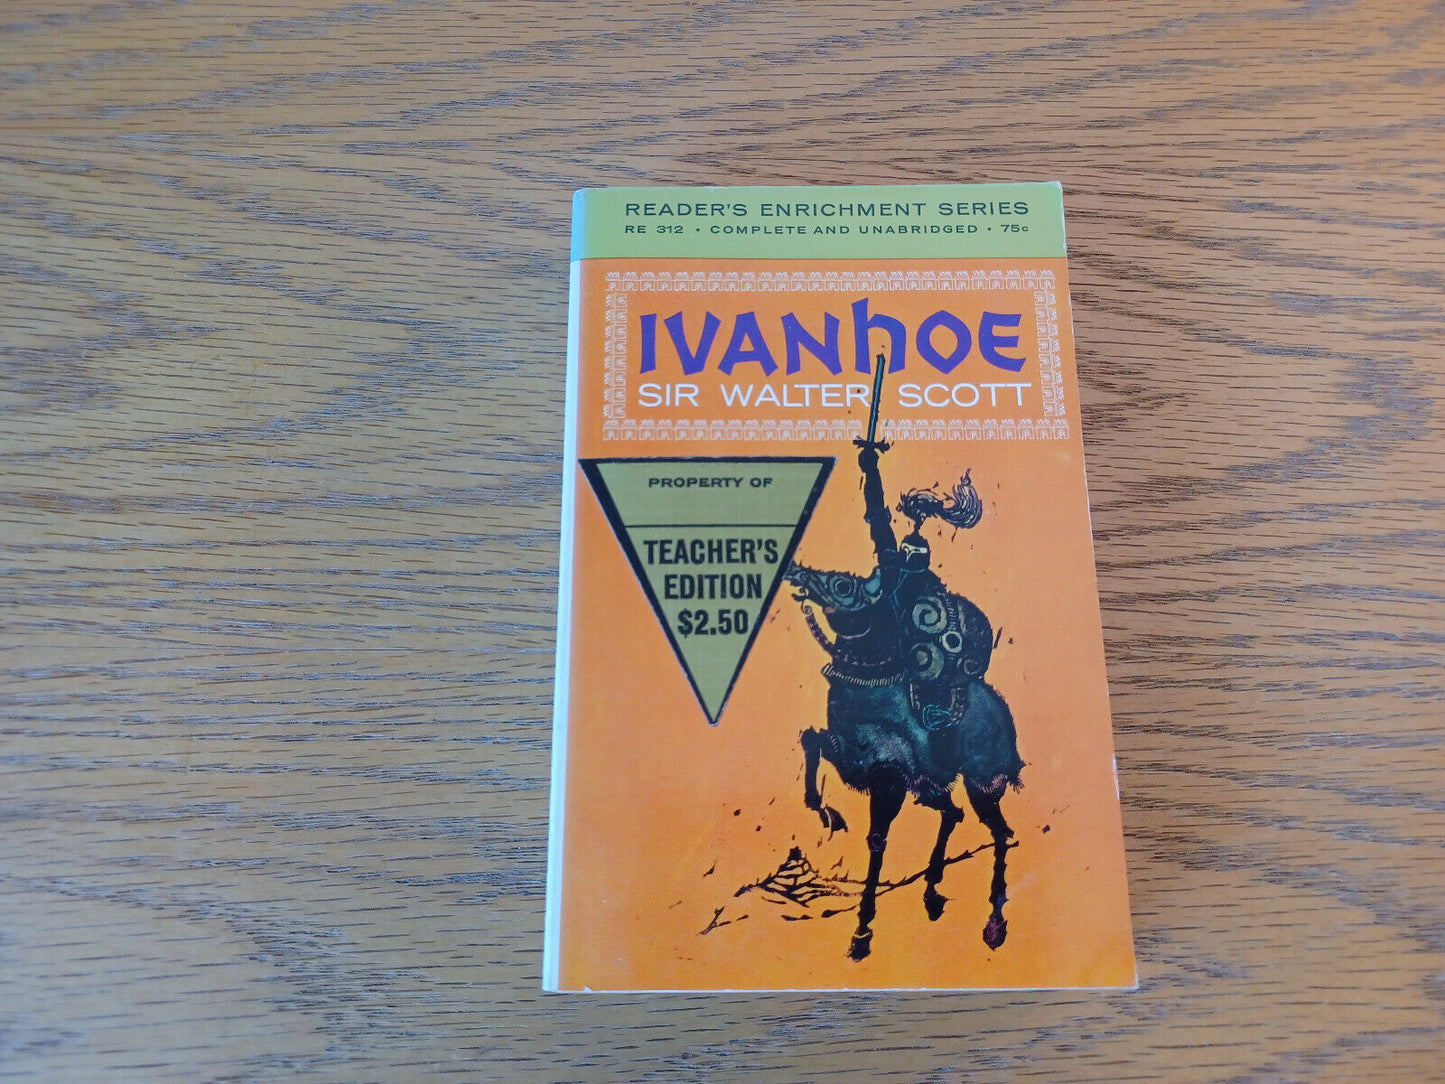 READER'S ENRICHMENT SERIES
RE 312 • COMPLETE AND UNABRIDGED • 75¢
IVANhOE
SIR WALTER SCOTT
PROPERTY OF
TEACHER'S
EDITION
$2.50